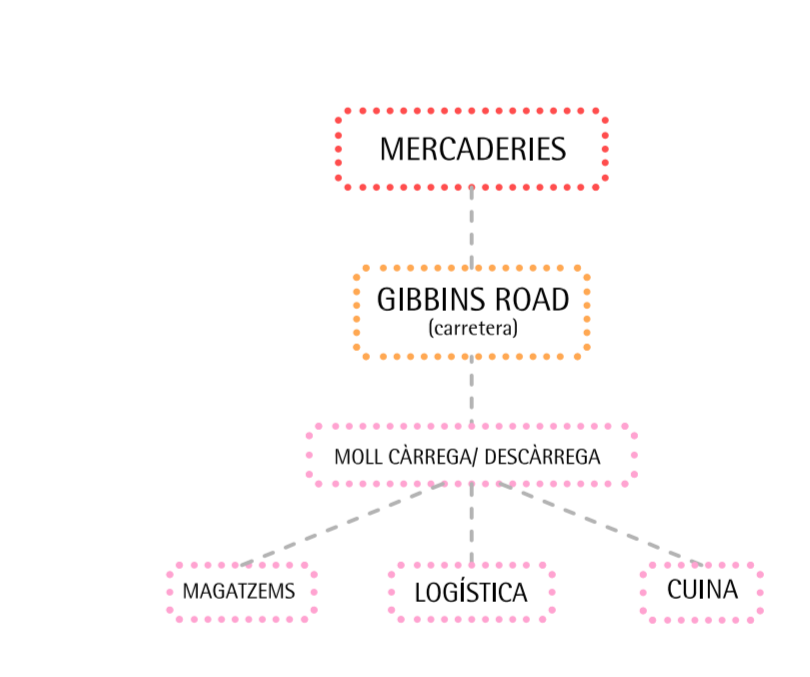 MERCADERIES
GIBBINS ROAD
(carretera)
MOLL CÀRREGA/ DESCÀRREGA
MAGATZEMS
LOGÍSTICA
CUINA